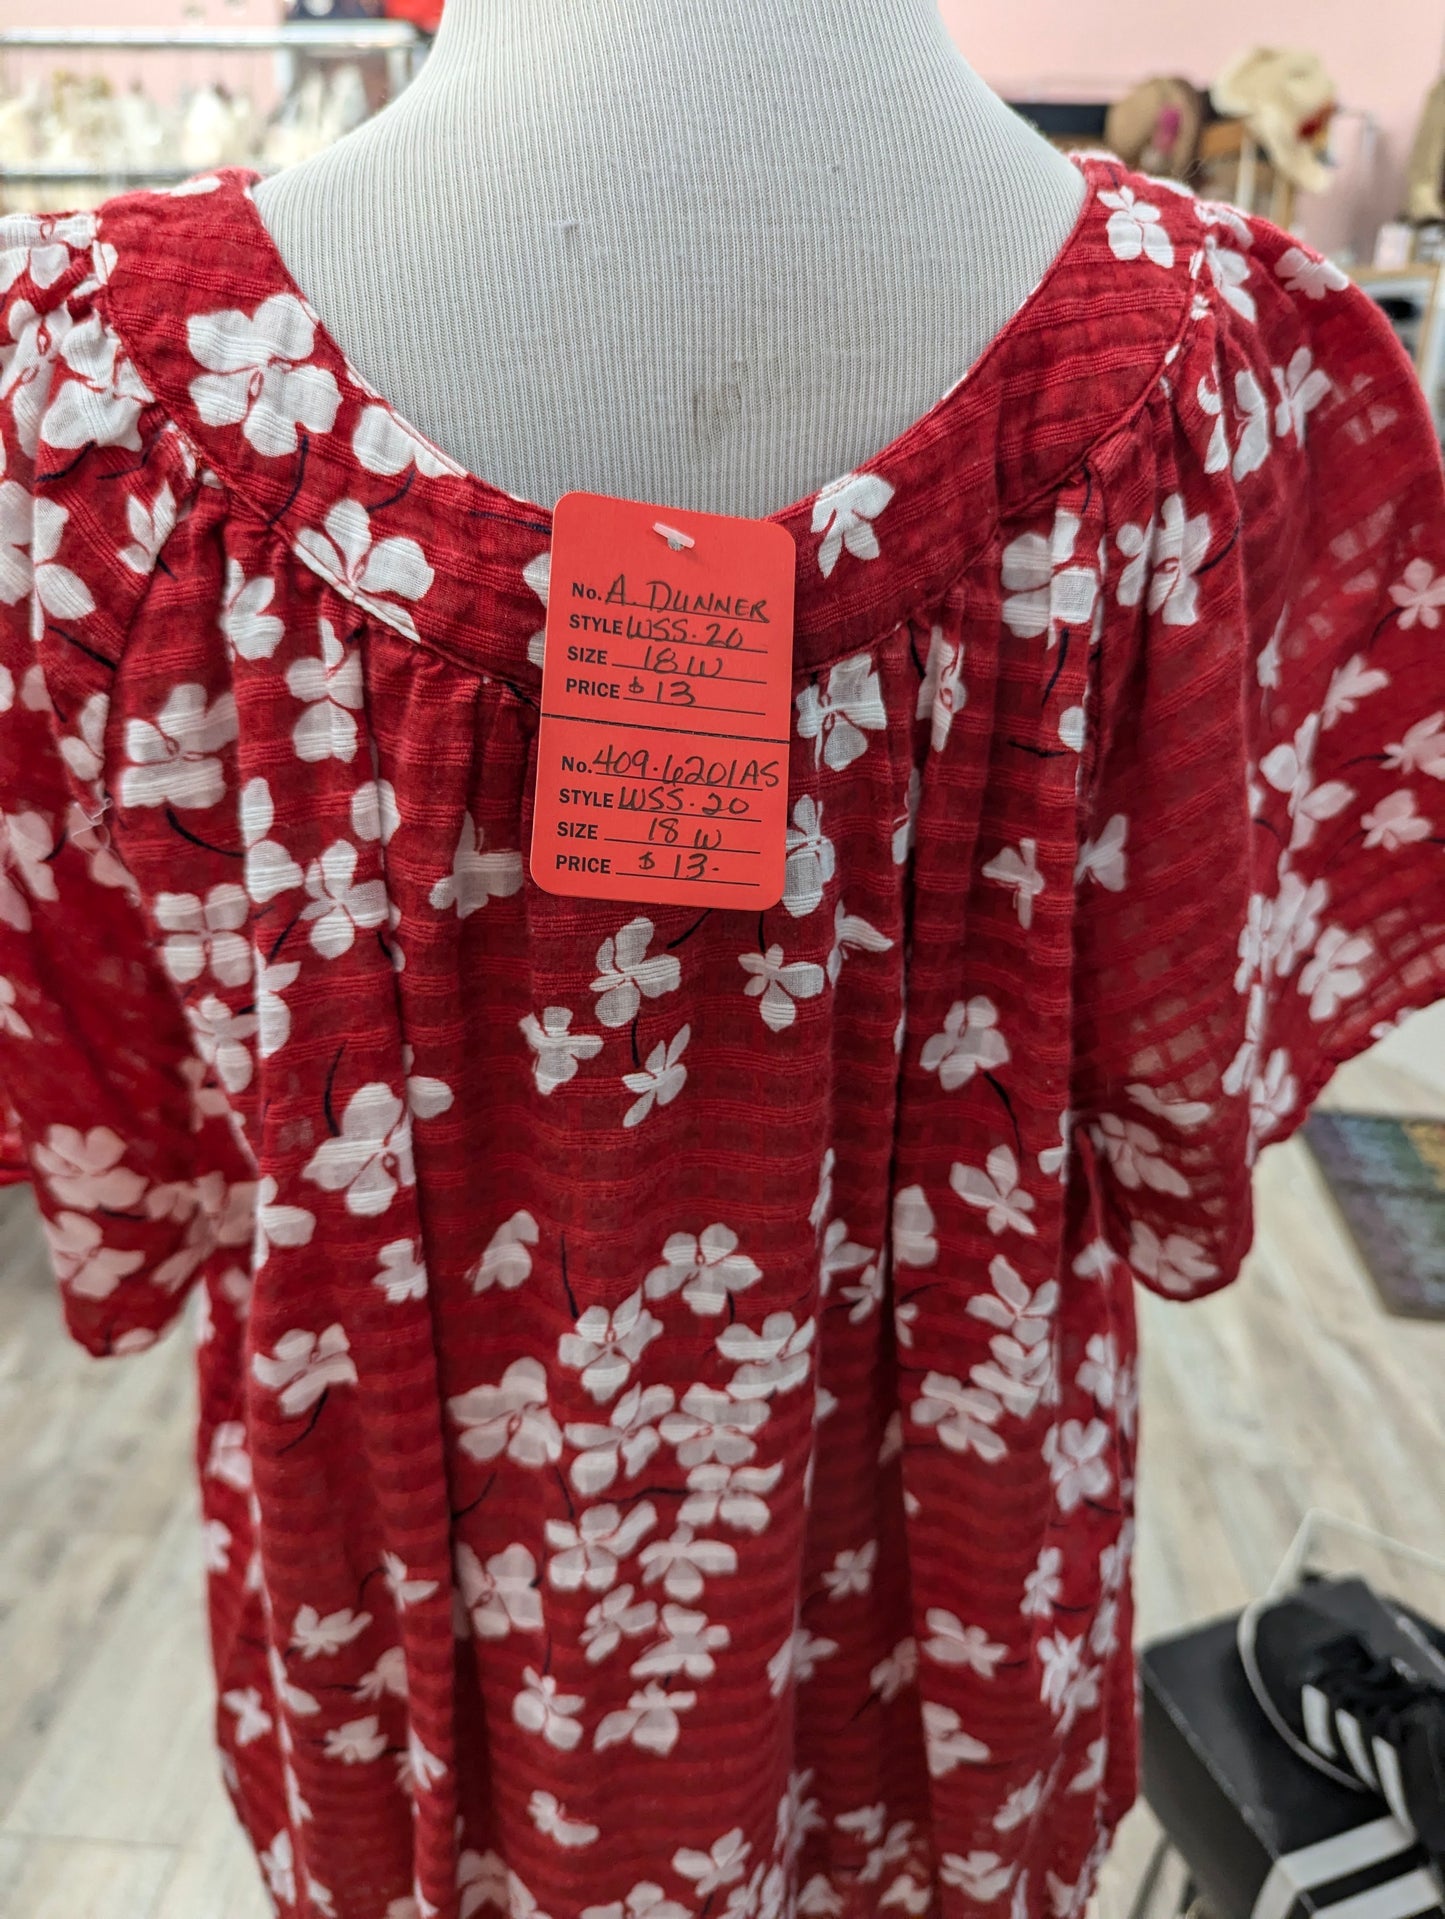 No. A. DUNNER
STYLE WSS-20
SIZE 18W
PRICE $13
No. 409-6201AS
STYLE WSS-20
SIZE 18W
PRICE $13-